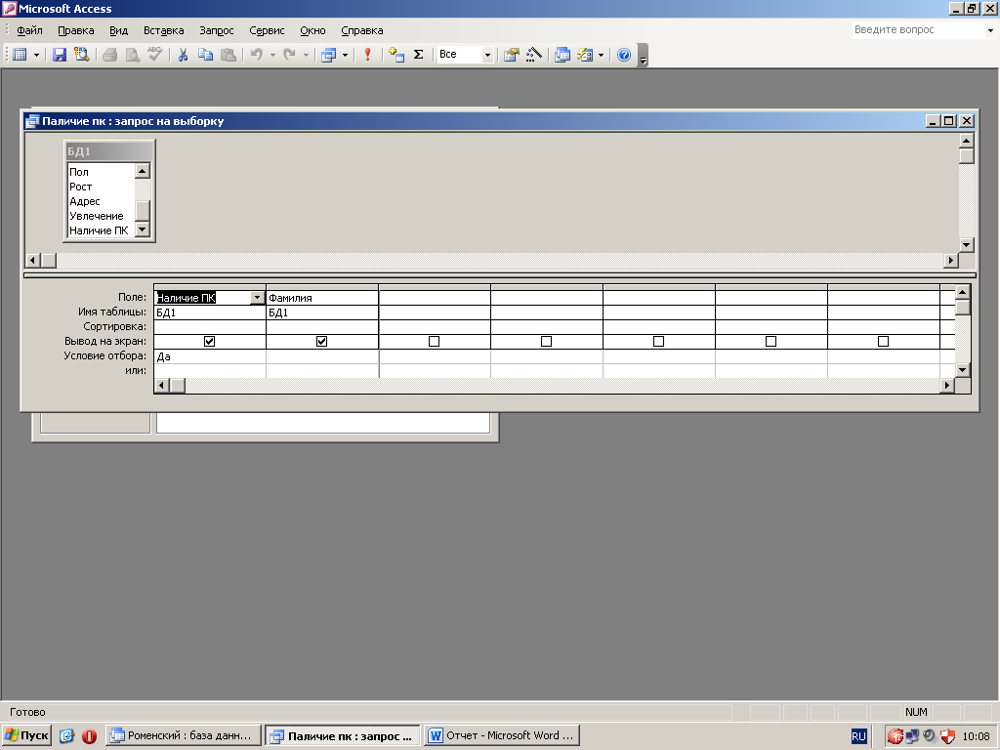 Microsoft Access
Файл Правка Вид Вставка Запрос Сервис Окно Справка Введите вопрос
ABC Σ Все
Паличие пк : запрос на выборку
БД1
Пол
Рост
Адрес
Увлечение
Наличие ПК
Поле: Наличие ПК Фамилия
Имя таблицы: БД1 БД1
Сортировка:
Вывод на экран:
Условие отбора: Да
или:
Готово NUM
Пуск Роменский : база данн... Паличие пк : запрос ... Отчет - Microsoft Word ... RU 10:08